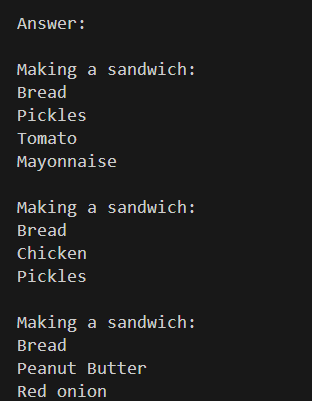 Answer:
Making a sandwich:
Bread
Pickles
Tomato
Mayonnaise
Making a sandwich:
Bread
Chicken
Pickles
Making a sandwich:
Bread
Peanut Butter
Red onion